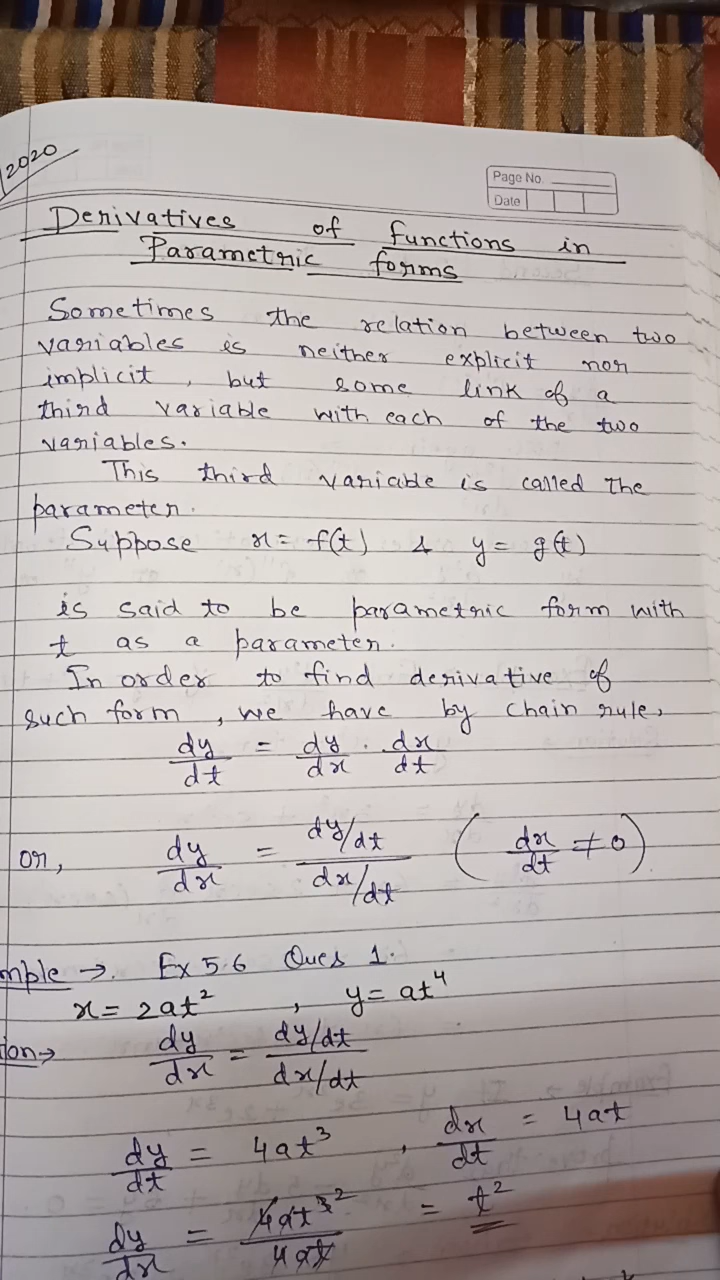 2020
Page No.
Date
Derivatives of functions in
Parametric forms
Sometimes the relation between two
variables is neither explicit nor
implicit, but some link of a
third variable with each of the two
variables.
This third variable is called the
parameter.
Suppose x = f(t) & y = g(t)
is said to be parametric form with
t as a parameter.
In order to find derivative of
such form, we have by chain rule,
dy/dt = dy/dx . dx/dt
or, dy/dx = (dy/dt)/(dx/dt) (dx/dt ≠ 0)
mple → Ex 5.6 Ques 1.
x = 2at², y = at⁴
ion → dy/dx = (dy/dt)/(dx/dt)
dy/dt = 4at³, dx/dt = 4at
dy/dx = 4at³ ²/4at = t²